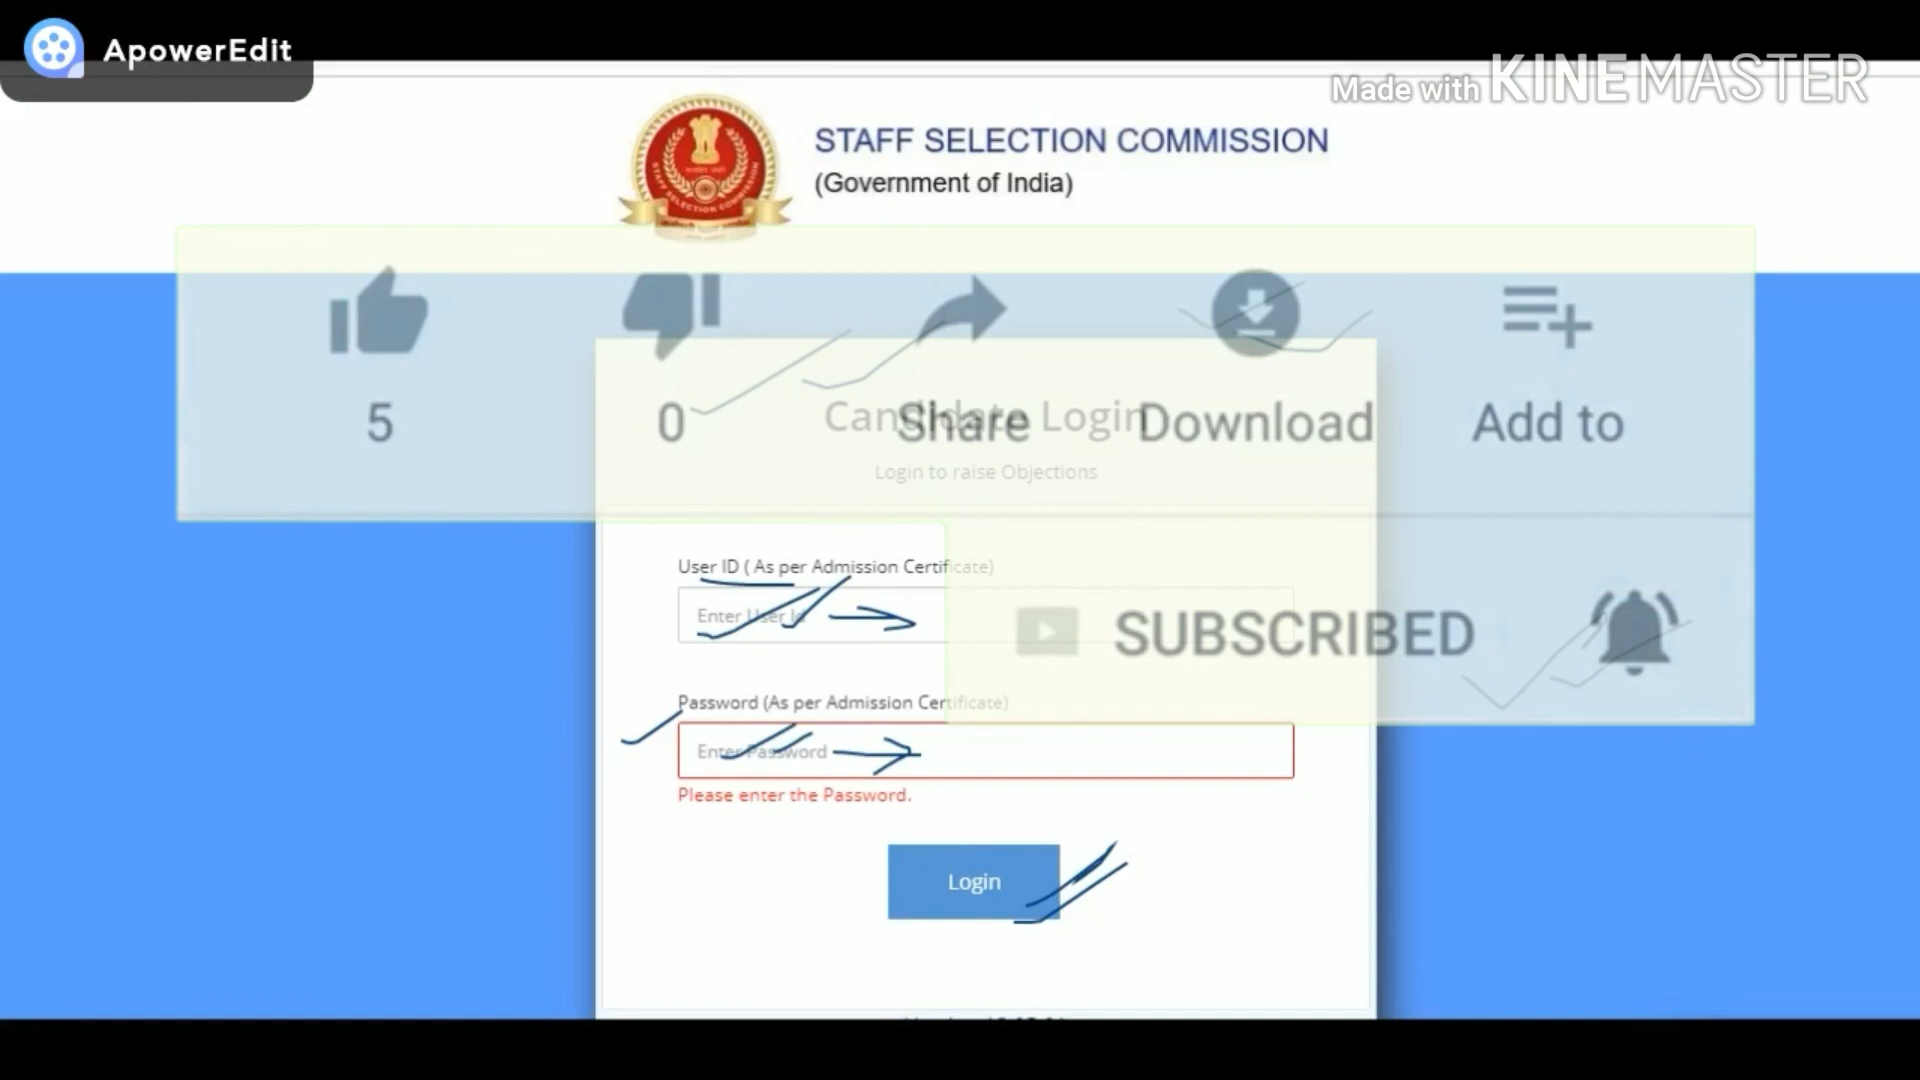 ApowerEdit
Made with KINEMASTER
STAFF SELECTION COMMISSION
(Government of India)
5
0
Share
Download
Add to
Candidate Login
Login to raise Objections
User ID ( As per Admission Certificate)
Enter User Id
SUBSCRIBED
Password (As per Admission Certificate)
Enter Password
Please enter the Password.
Login